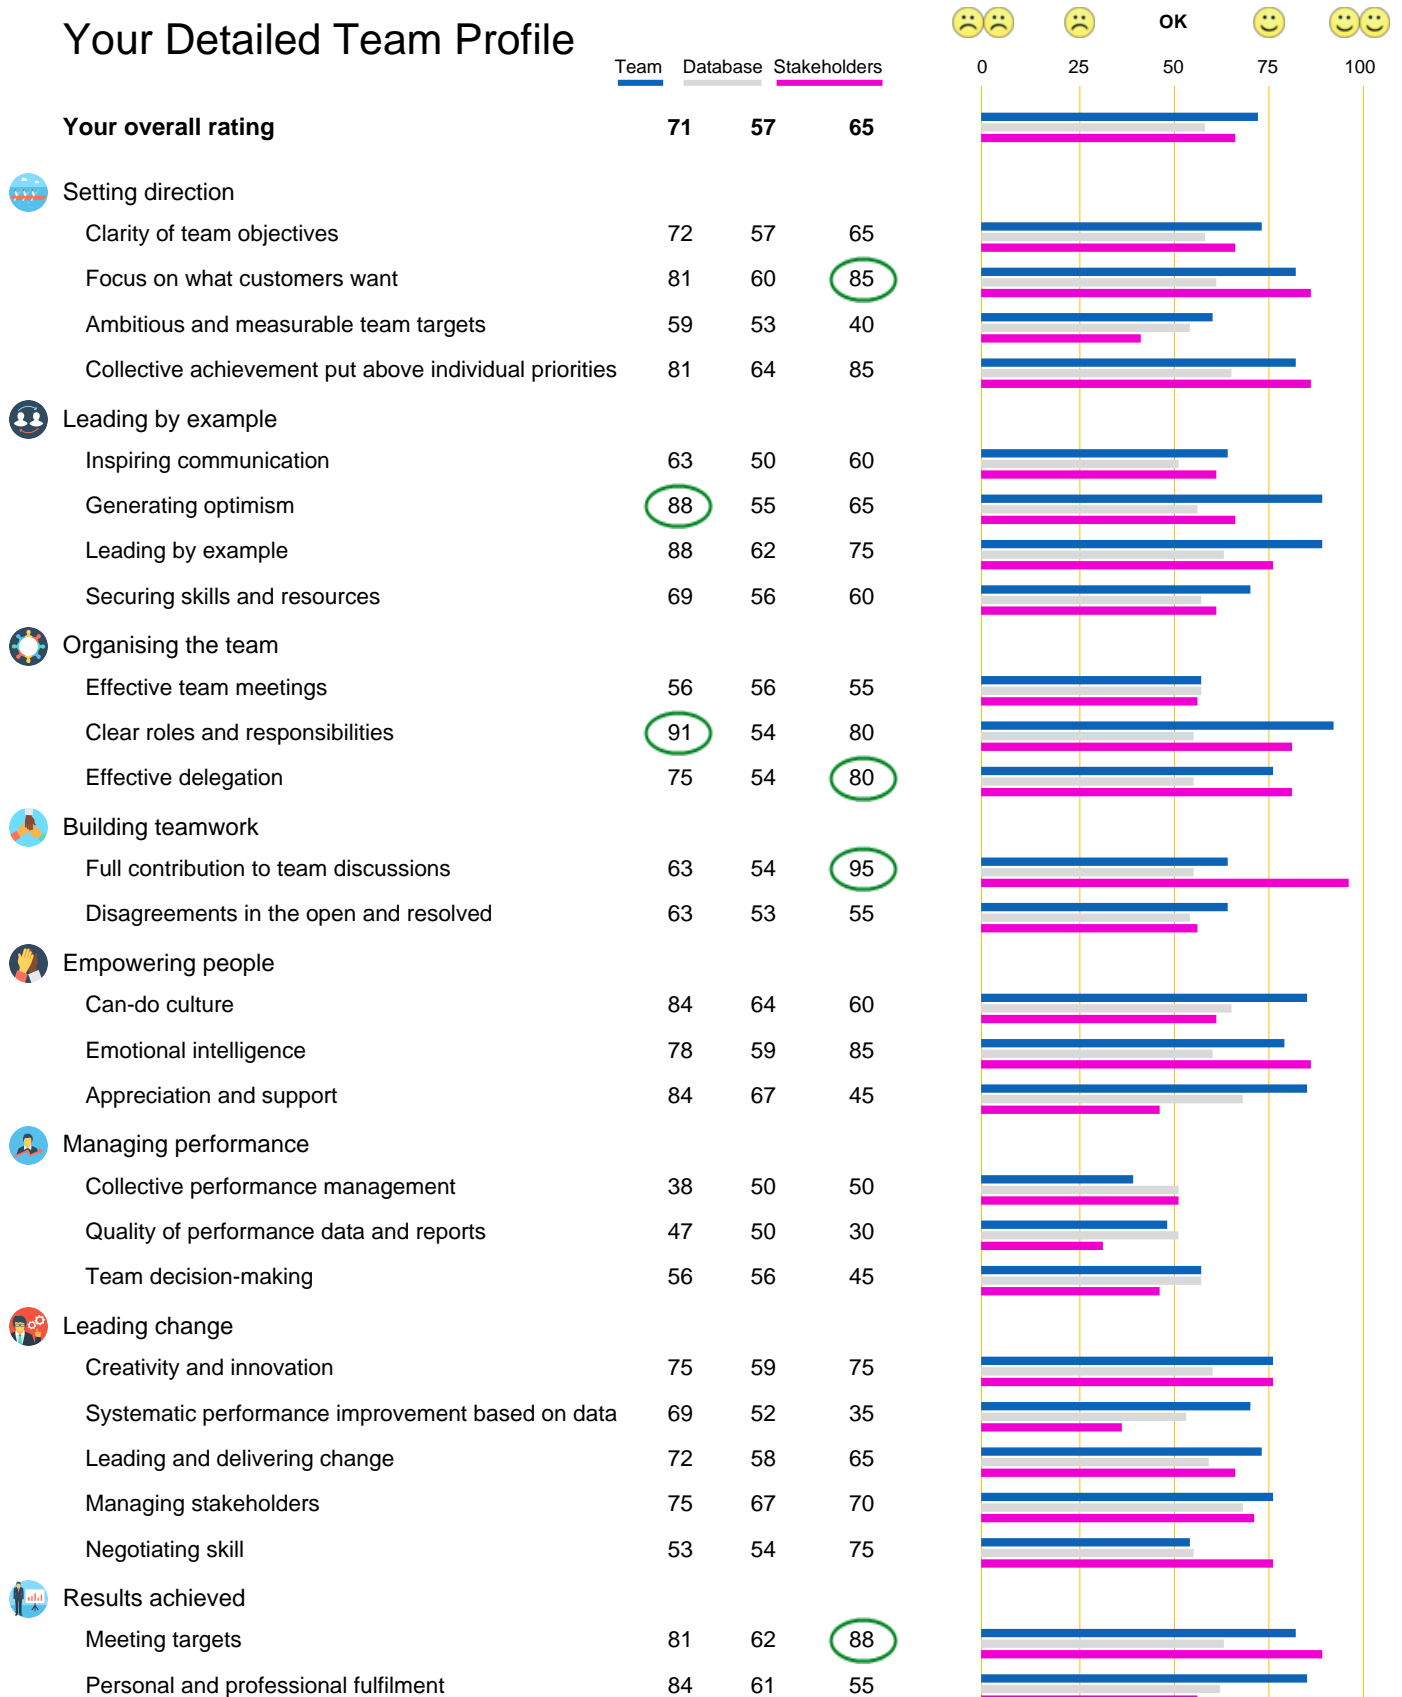 Your Detailed Team Profile
OK
Team Database Stakeholders
0 25 50 75 100
Your overall rating 71 57 65
Setting direction
Clarity of team objectives 72 57 65
Focus on what customers want 81 60 85
Ambitious and measurable team targets 59 53 40
Collective achievement put above individual priorities 81 64 85
Leading by example
Inspiring communication 63 50 60
Generating optimism 88 55 65
Leading by example 88 62 75
Securing skills and resources 69 56 60
Organising the team
Effective team meetings 56 56 55
Clear roles and responsibilities 91 54 80
Effective delegation 75 54 80
Building teamwork
Full contribution to team discussions 63 54 95
Disagreements in the open and resolved 63 53 55
Empowering people
Can-do culture 84 64 60
Emotional intelligence 78 59 85
Appreciation and support 84 67 45
Managing performance
Collective performance management 38 50 50
Quality of performance data and reports 47 50 30
Team decision-making 56 56 45
Leading change
Creativity and innovation 75 59 75
Systematic performance improvement based on data 69 52 35
Leading and delivering change 72 58 65
Managing stakeholders 75 67 70
Negotiating skill 53 54 75
Results achieved
Meeting targets 81 62 88
Personal and professional fulfilment 84 61 55